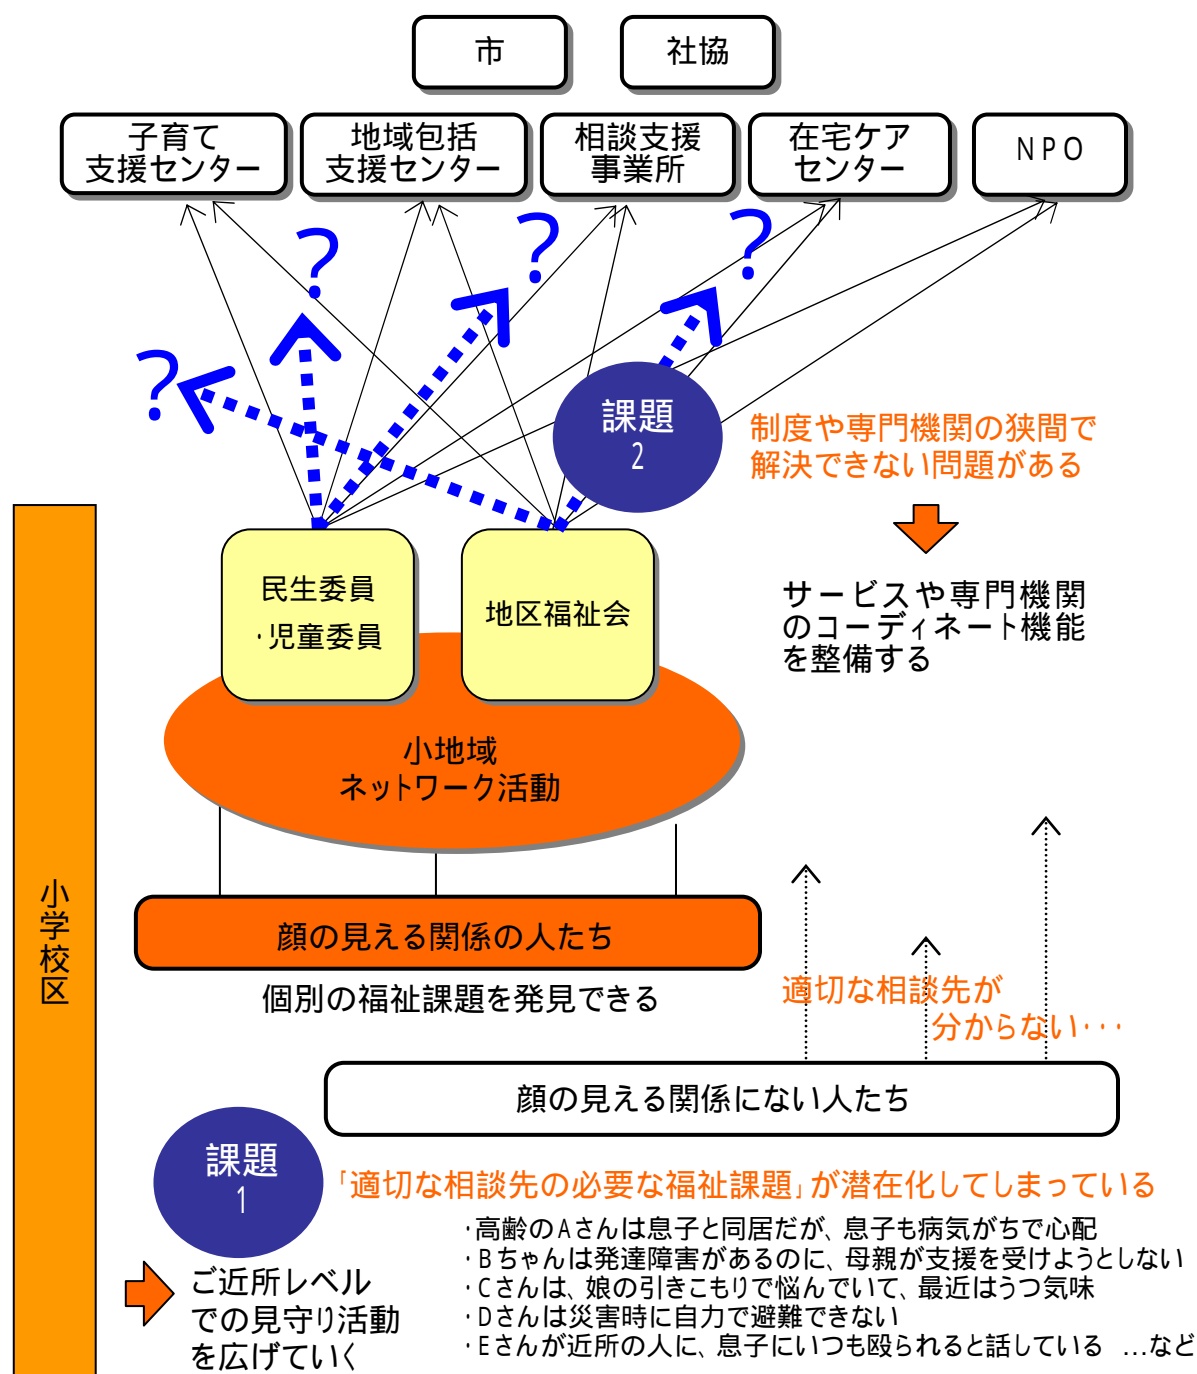 市
社協
子育て
支援センター
地域包括
支援センター
相談支援
事業所
在宅ケア
センター
NPO
?
?
?
?
課題
2
制度や専門機関の狭間で
解決できない問題がある
サービスや専門機関
のコーディネート機能
を整備する
民生委員
・児童委員
地区福祉会
小地域
ネットワーク活動
小学校区
顔の見える関係の人たち
個別の福祉課題を発見できる
適切な相談先が
分からない・・・
顔の見える関係にない人たち
課題
1
「適切な相談先の必要な福祉課題」が潜在化してしまっている
・高齢のAさんは息子と同居だが、息子も病気がちで心配
・Bちゃんは発達障害があるのに、母親が支援を受けようとしない
・Cさんは、娘の引きこもりで悩んでいて、最近はうつ気味
・Dさんは災害時に自力で避難できない
・Eさんが近所の人に、息子にいつも殴られると話している …など
ご近所レベル
での見守り活動
を広げていく